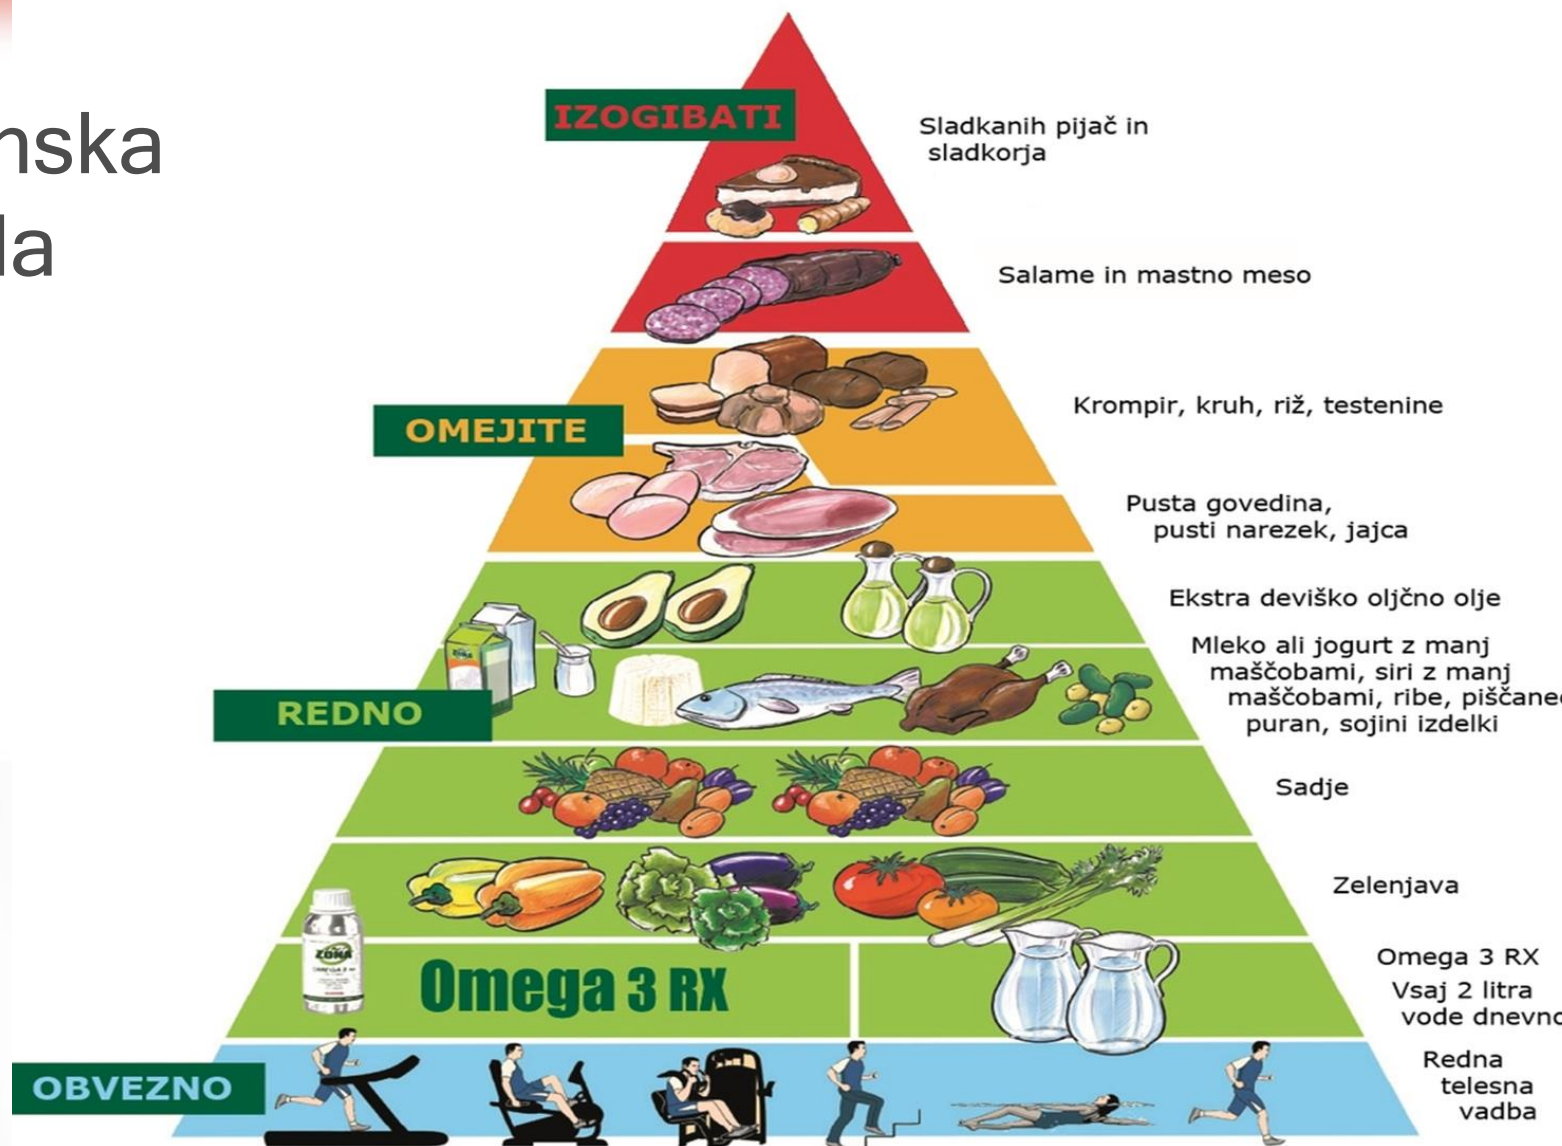 nska
la
IZOGIBATI
Sladkanih pijač in
sladkorja
Salame in mastno meso
OMEJITE
Krompir, kruh, riž, testenine
Pusta govedina,
pusti narezek, jajca
Ekstra deviško oljčno olje
Mleko ali jogurt z manj
maščobami, siri z manj
maščobami, ribe, piščanec
puran, sojini izdelki
REDNO
Sadje
Zelenjava
ZONA
Omega 3 RX
Omega 3 RX
Vsaj 2 litra
vode dnevno
OBVEZNO
Redna
telesna
vadba